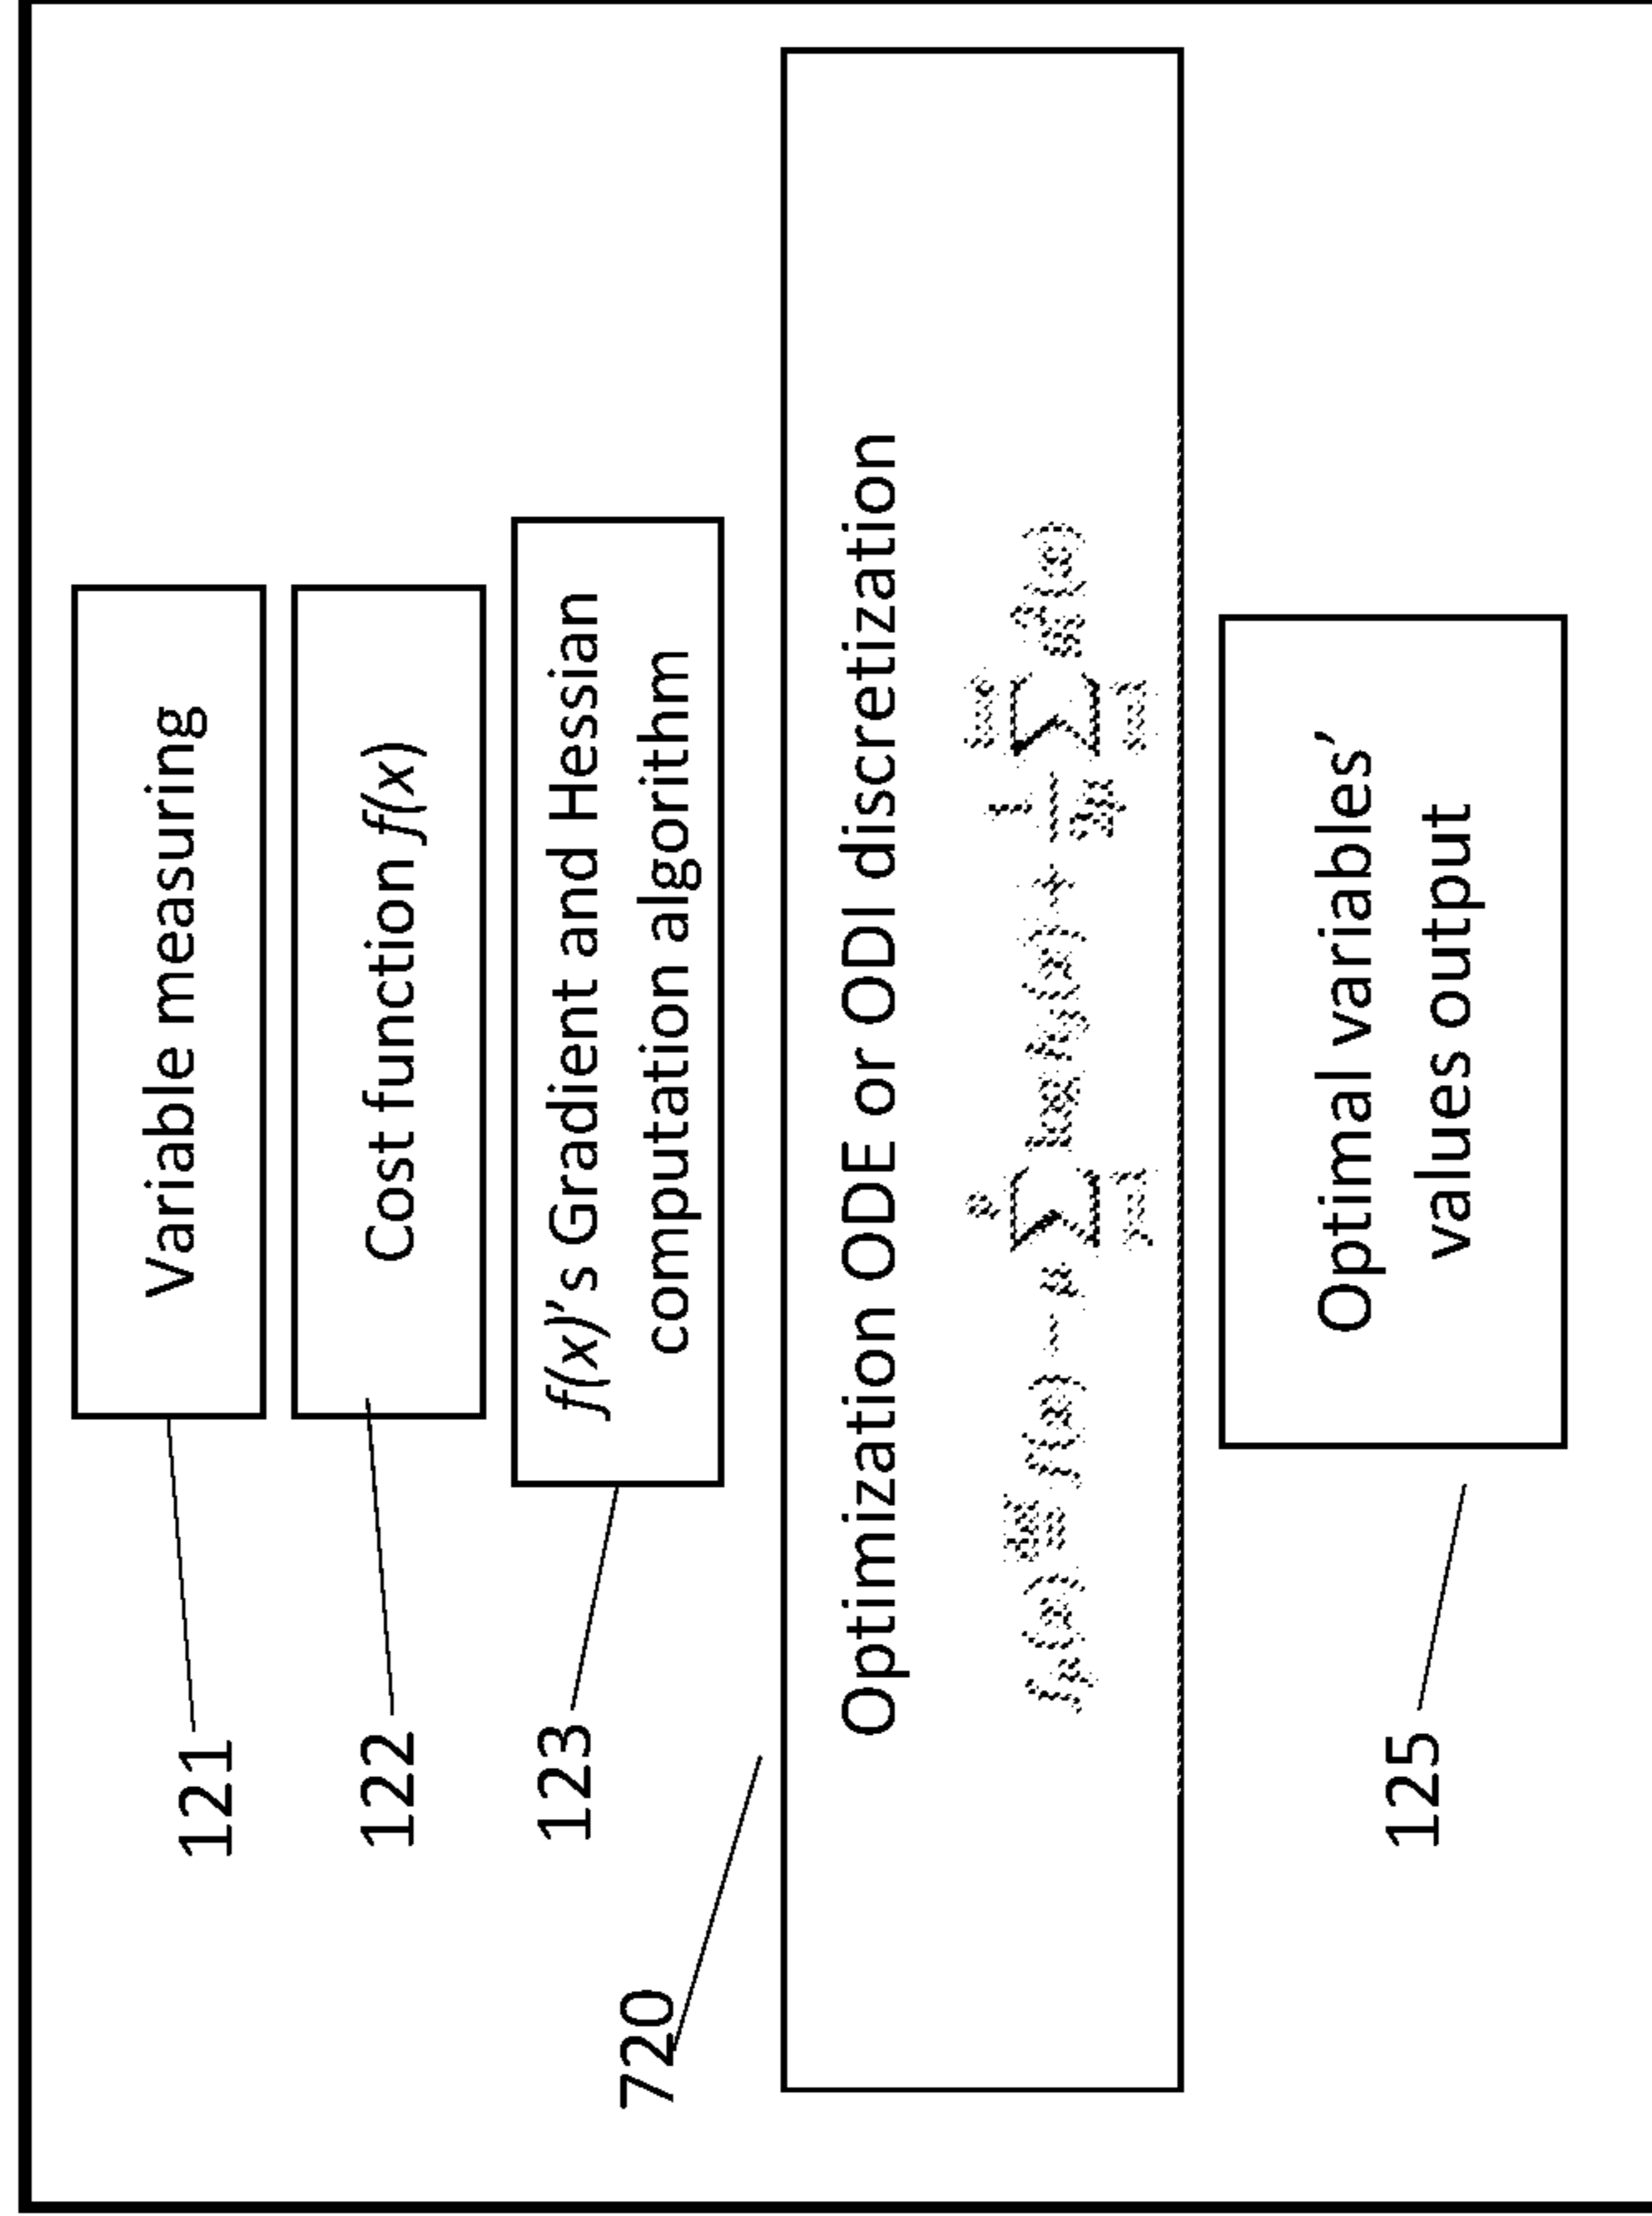 121
Variable measuring
122
Cost function f(x)
123
f(x)'s Gradient and Hessian
computation algorithm
720
Optimization ODE or ODI discretization
125
Optimal variables'
values output